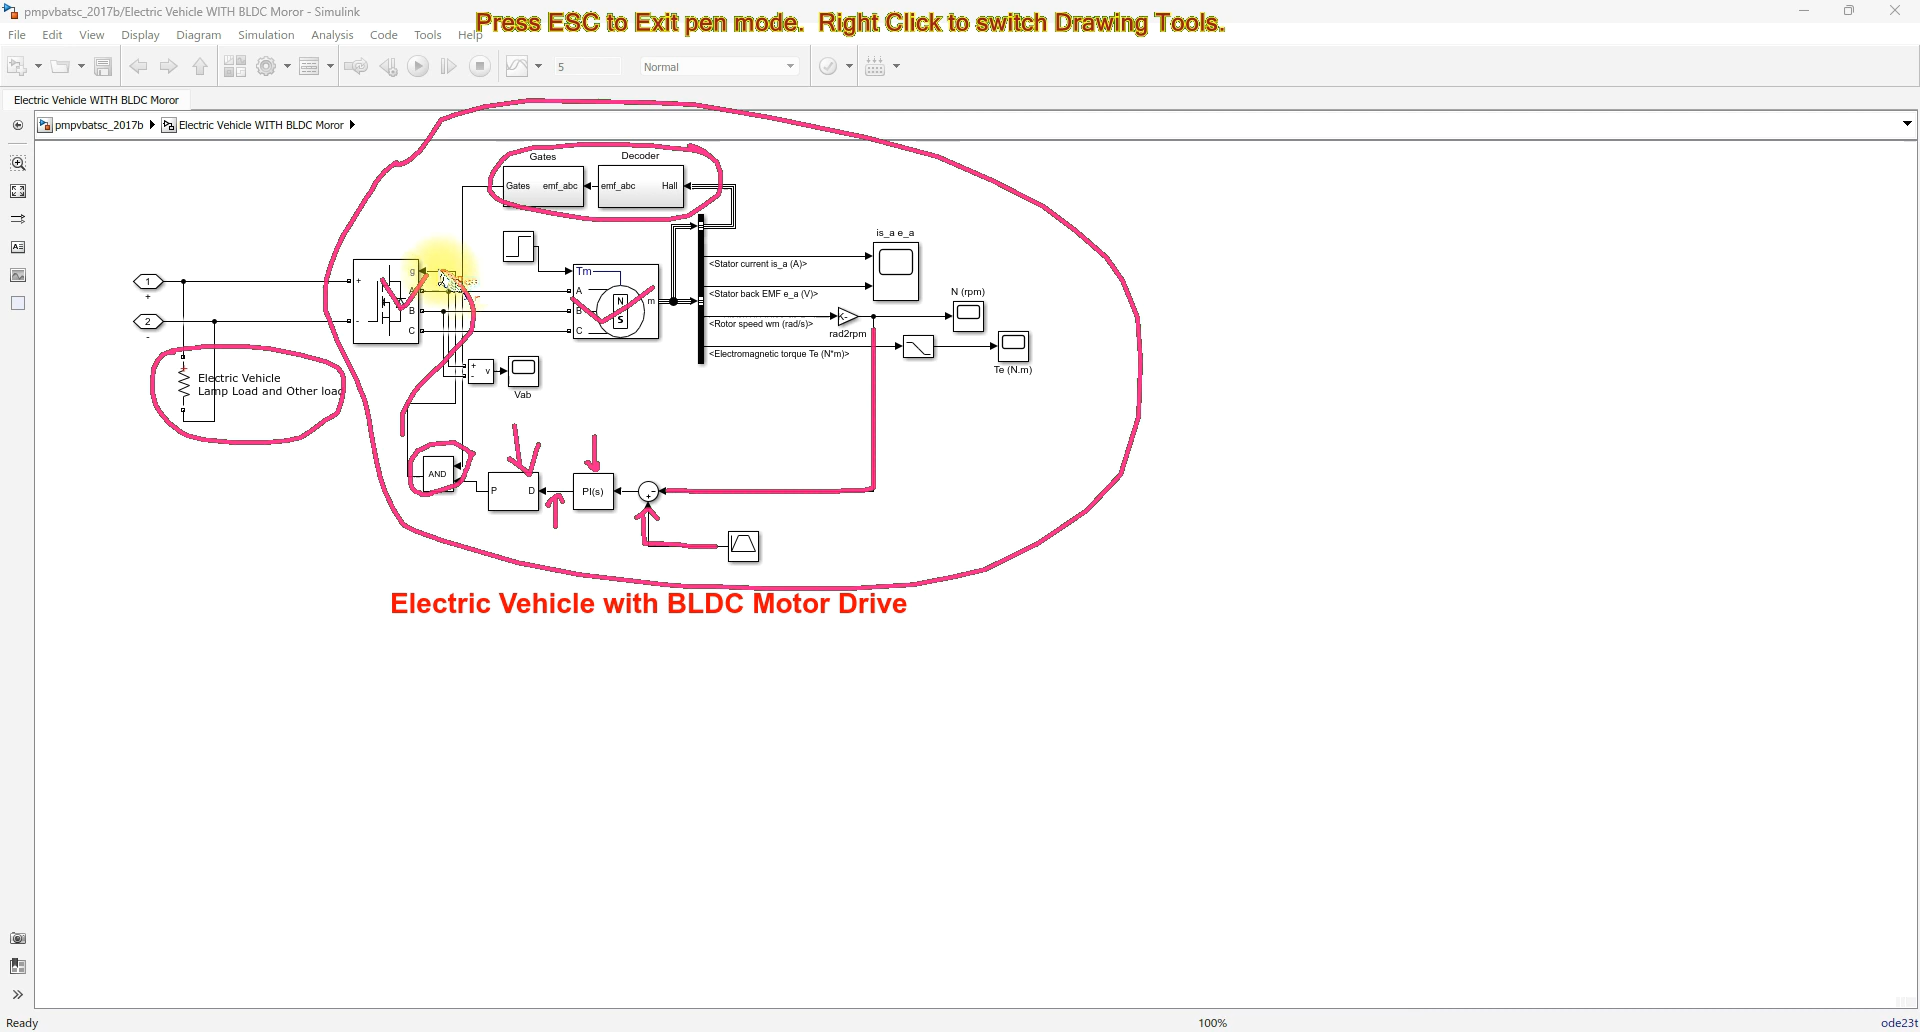 pmpvbatsc_2017b/Electric Vehicle WITH BLDC Moror - Simulink
Press ESC to Exit pen mode. Right Click to switch Drawing Tools.
File Edit View Display Diagram Simulation Analysis Code Tools Help
5 Normal
Electric Vehicle WITH BLDC Moror
pmpvbatsc_2017b Electric Vehicle WITH BLDC Moror
Gates Decoder
Gates emf_abc emf_abc Hall
is_a e_a
<Stator current is_a (A)>
g Tm
1 + A A
+ <Stator back EMF e_a (V)>
N (rpm)
m N
B B S
2 - <Rotor speed wm (rad/s)> K-
- C C rad2rpm
<Electromagnetic torque Te (N*m)>
+ v Te (N.m)
-
Electric Vehicle
Lamp Load and Other load
Vab
AND
P D PI(s) -
+
Electric Vehicle with BLDC Motor Drive
Ready 100% ode23t